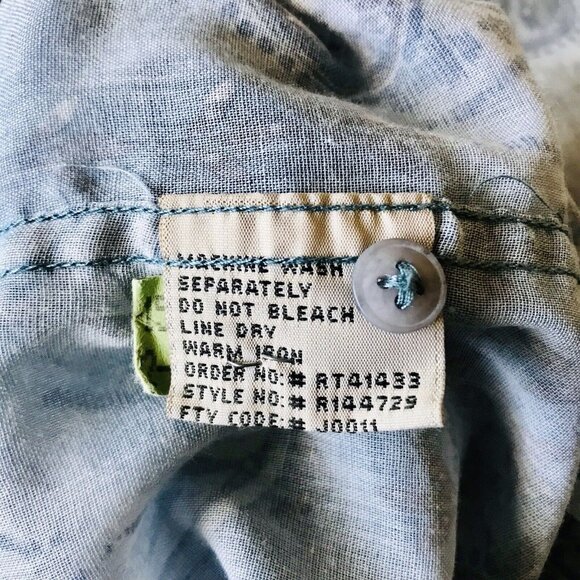 MACHINE WASH
SEPARATELY
DO NOT BLEACH
LINE DRY
WARM IRON
ORDER NO:# RT41433
STYLE NO:# R144729
FTY CODE:# J0011